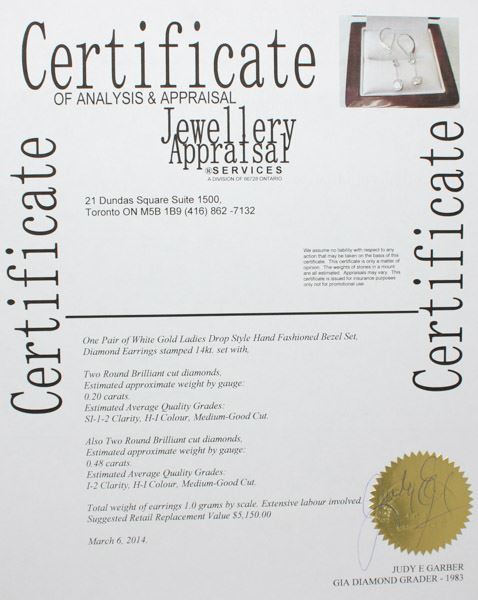 Certificate
OF ANALYSIS & APPRAISAL
Jewellery
Appraisal
®SERVICES
A DIVISION OF 66728 ONTARIO
21 Dundas Square Suite 1500,
Toronto ON M5B 1B9 (416) 862 -7132
Certificate
Certificate
We assume no liability with respect to any
action that may be taken on the basis of this
certificate. This certificate is only a matter of
opinion. The weights of stones in a mount
are all estimated. Appraisals may vary. This
certificate is issued for insurance purposes
only not for promotional use.
One Pair of White Gold Ladies Drop Style Hand Fashioned Bezel Set,
Diamond Earrings stamped 14kt. set with,
Two Round Brilliant cut diamonds,
Estimated approximate weight by gauge:
0.20 carats.
Estimated Average Quality Grades:
SI-1-2 Clarity, H-I Colour, Medium-Good Cut.
Also Two Round Brilliant cut diamonds,
Estimated approximate weight by gauge:
0.48 carats.
Estimated Average Quality Grades:
I-2 Clarity, H-I Colour, Medium-Good Cut.
Total weight of earrings 1.0 grams by scale. Extensive labour involved.
Suggested Retail Replacement Value $5,150.00
March 6, 2014.
JUDY E GARBER
GIA DIAMOND GRADER - 1983